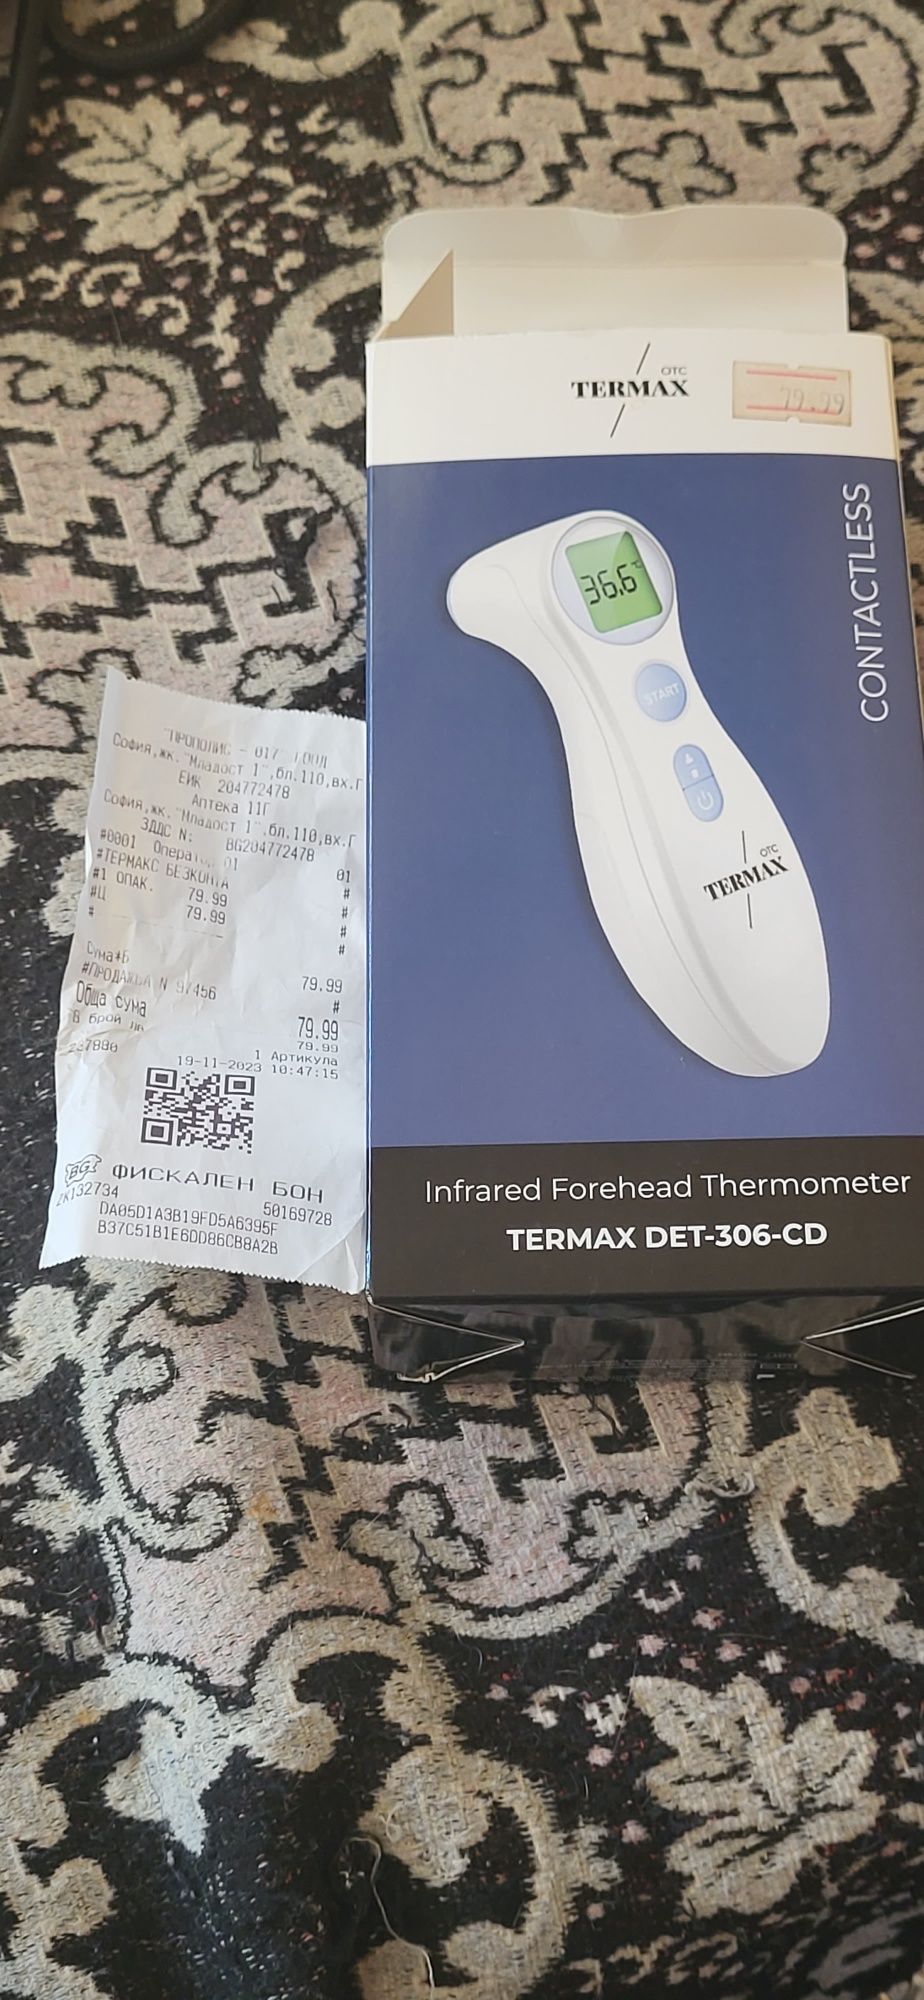 OTC
TERMAX
79.99
CONTACTLESS
36.6 °C
START
OTC
TERMAX
Infrared Forehead Thermometer
TERMAX DET-306-CD
"ПРОПОЛИС - 017"
София,жк."Младост 1",бл.110,вх.Г
ЕИК 204772478
Аптека 11Г
София,жк."Младост 1",бл.110,вх.Г
ЗДДС N: BG204772478
#0001 01 01
#ТЕРМАКС БЕЗКОНТА #
#1 ОПАК. 79.99 #
#Ц 79.99 #
# #
Сума*Б 79.99
#ПРОДАЖБА N 97456 #
Обща сума 79.99
В брой лв 79.99
1 Артикула
19-11-2023 10:47:15
BG ФИСКАЛЕН БОН
ZK132734 50169728
DA05D1A3B19FD5A6395F
B37C51B1E6DD86CB8A2B